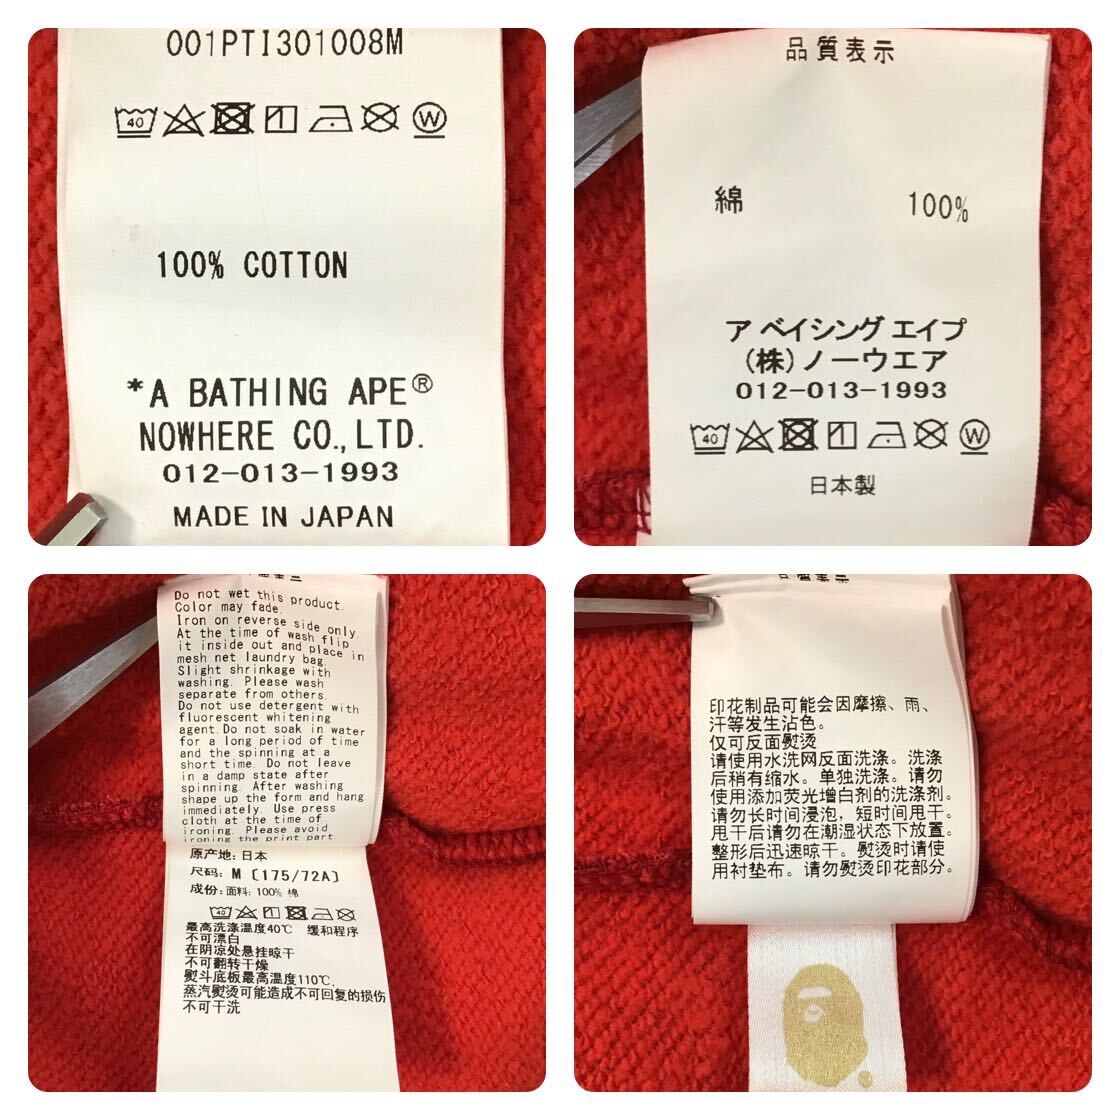 001PTI301008M
40
W
100% COTTON
*A BATHING APE®
NOWHERE CO., LTD.
012-013-1993
MADE IN JAPAN
品質表示
綿 100%
ア ベイシング エイプ
(株)ノーウエア
012-013-1993
40
W
日本製
Do not wet this product.
Color may fade.
Iron on reverse side only.
At the time of wash flip
it inside out and place in
mesh net laundry bag.
Slight shrinkage with
washing. Please wash
separate from others.
Do not use detergent with
fluorescent whitening
agent.Do not soak in water
for a long period of time
and the spinning at a
short time. Do not leave
in a damp state after
spinning. After washing
shape up the form and hang
immediately. Use press
cloth at the time of
ironing. Please avoid
ironing the print part
原产地: 日本
尺码: M (175/72A)
成份: 面料: 100% 棉
40
最高洗涤温度40℃ 缓和程序
不可漂白
在阴凉处悬挂晾干
不可翻转干燥
熨斗底板最高温度110℃,
蒸汽熨烫可能造成不可回复的损伤
不可干洗
品質表示
印花制品可能会因摩擦、雨、
汗等发生沾色。
仅可反面熨烫
请使用水洗网反面洗涤。洗涤
后稍有缩水。单独洗涤。请勿
使用添加荧光增白剂的洗涤剂。
请勿长时间浸泡，短时间甩干。
甩干后请勿在潮湿状态下放置。
整形后迅速晾干。熨烫时请使
用衬垫布。请勿熨烫印花部分.